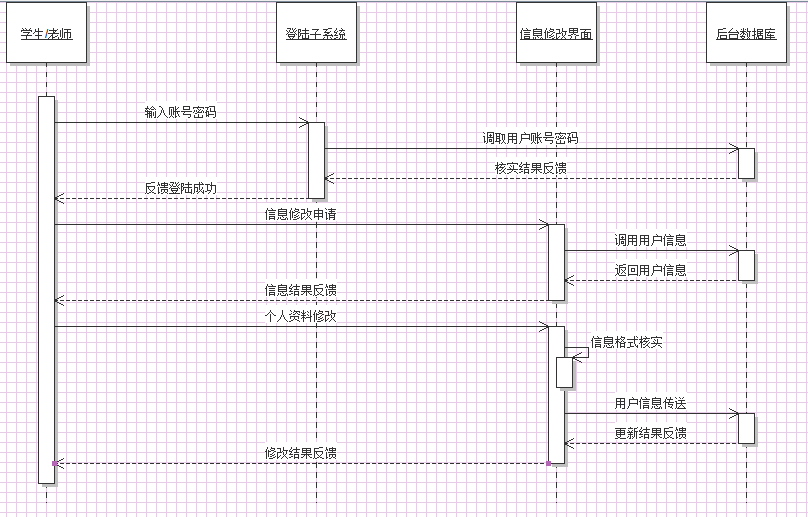 学生/老师
登陆子系统
信息修改界面
后台数据库
输入账号密码
调取用户账号密码
核实结果反馈
反馈登陆成功
信息修改申请
调用用户信息
返回用户信息
信息结果反馈
个人资料修改
信息格式核实
用户信息传送
更新结果反馈
修改结果反馈